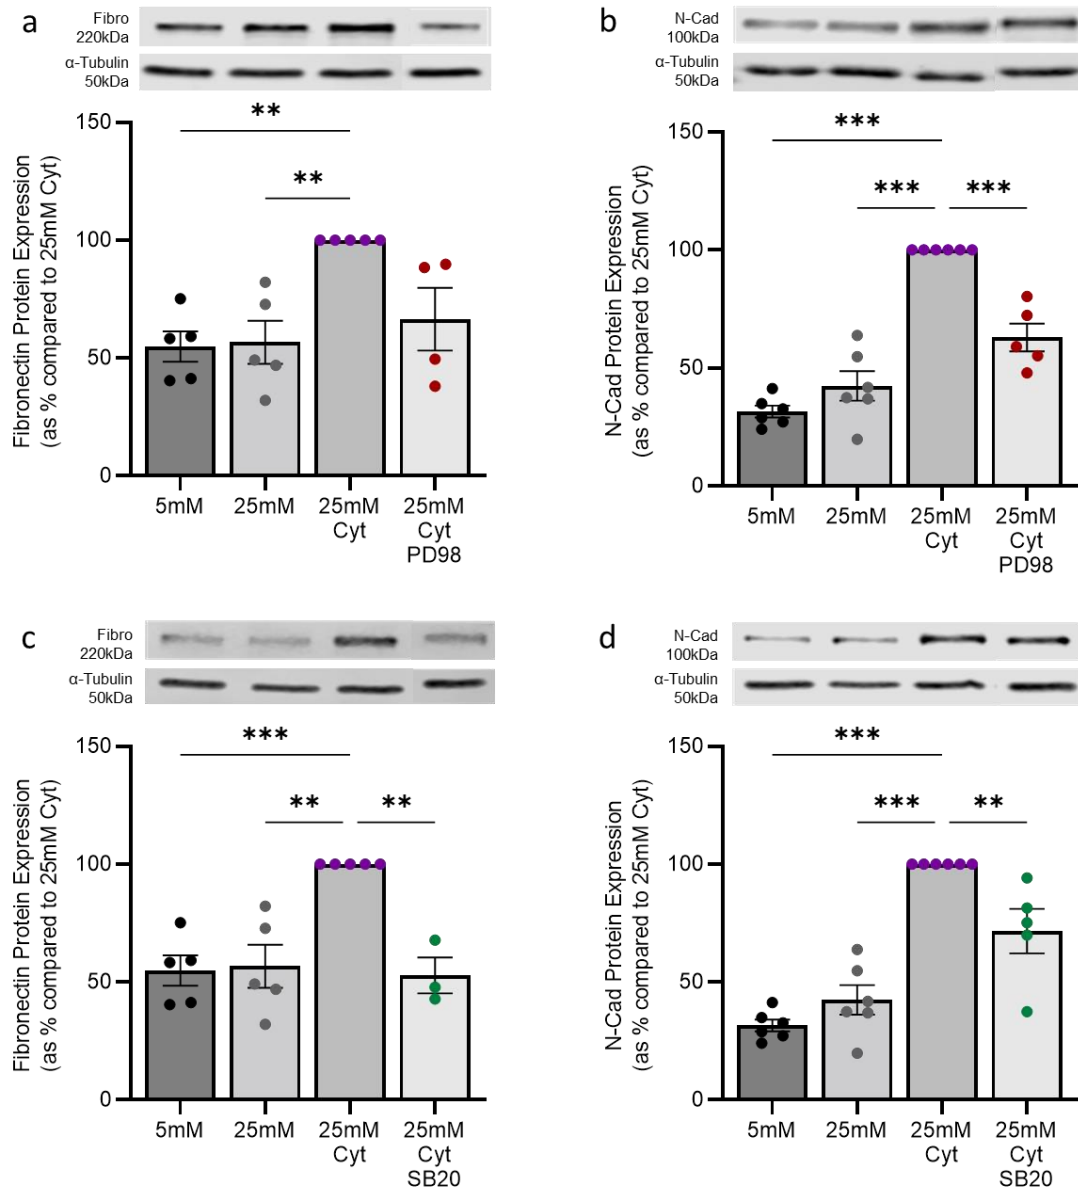 a
Fibro
220kDa
α-Tubulin
50kDa
Fibronectin Protein Expression
(as % compared to 25mM Cyt)
150
100
50
0
**
**
5mM
25mM
25mM
Cyt
25mM
Cyt
PD98
b
N-Cad
100kDa
α-Tubulin
50kDa
N-Cad Protein Expression
(as % compared to 25mM Cyt)
150
100
50
0
***
***
***
5mM
25mM
25mM
Cyt
25mM
Cyt
PD98
c
Fibro
220kDa
α-Tubulin
50kDa
Fibronectin Protein Expression
(as % compared to 25mM Cyt)
150
100
50
0
***
**
**
5mM
25mM
25mM
Cyt
25mM
Cyt
SB20
d
N-Cad
100kDa
α-Tubulin
50kDa
N-Cad Protein Expression
(as % compared to 25mM Cyt)
150
100
50
0
***
***
**
5mM
25mM
25mM
Cyt
25mM
Cyt
SB20